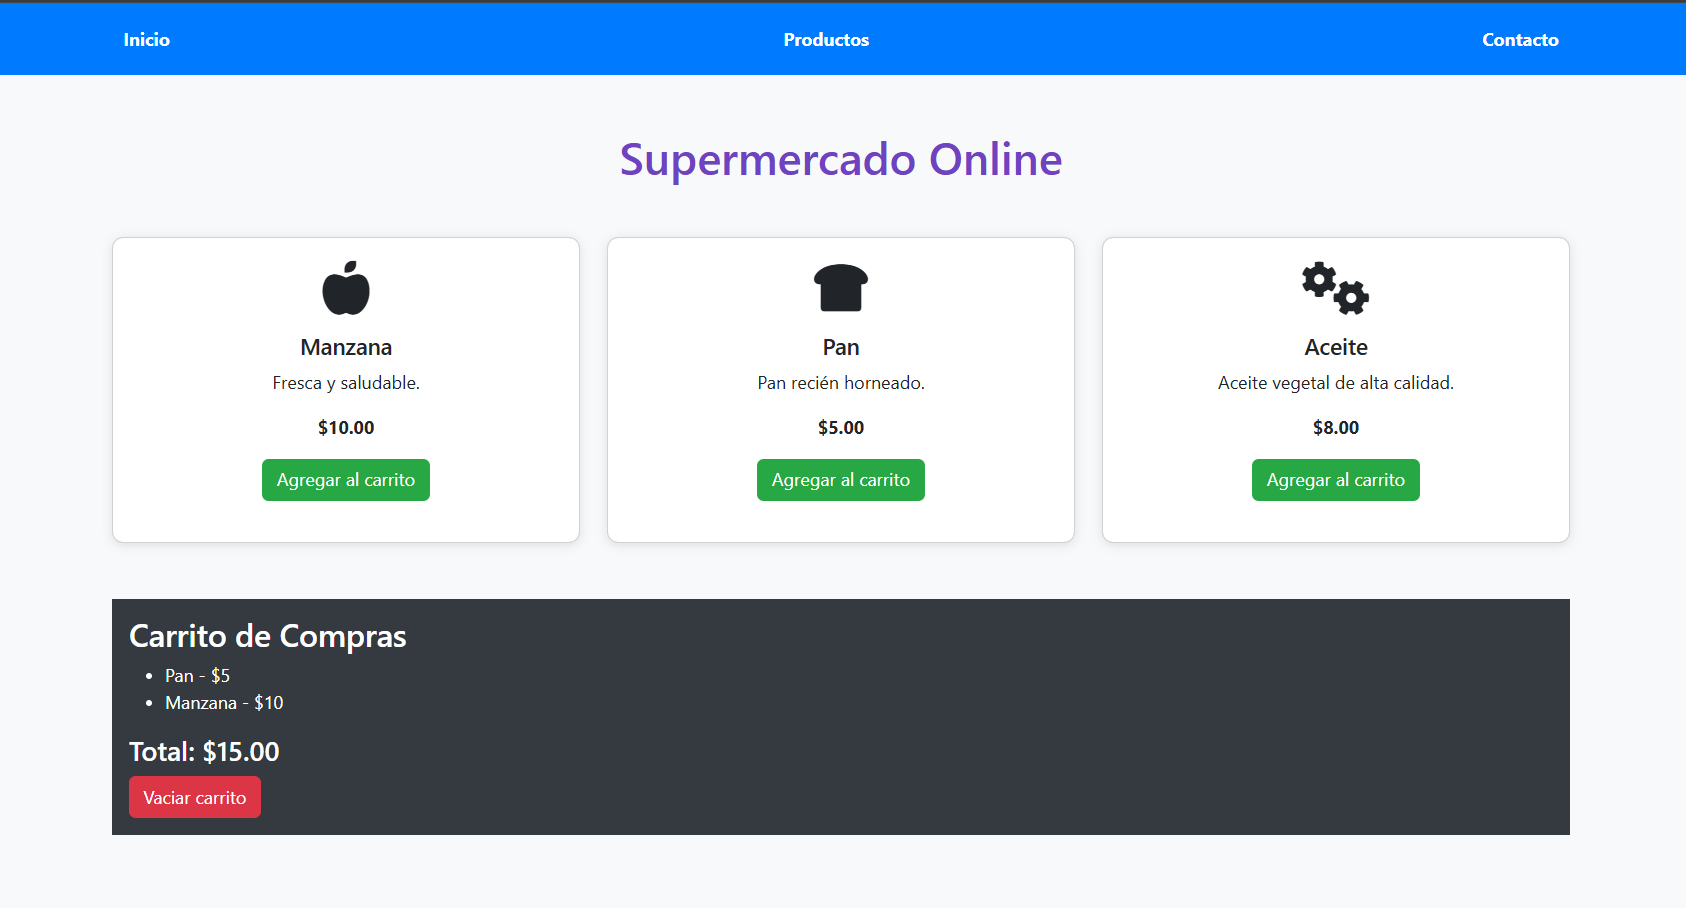 Inicio Productos Contacto
Supermercado Online
Manzana
Fresca y saludable.
$10.00
Agregar al carrito
Pan
Pan recién horneado.
$5.00
Agregar al carrito
Aceite
Aceite vegetal de alta calidad.
$8.00
Agregar al carrito
Carrito de Compras
• Pan - $5
• Manzana - $10
Total: $15.00
Vaciar carrito